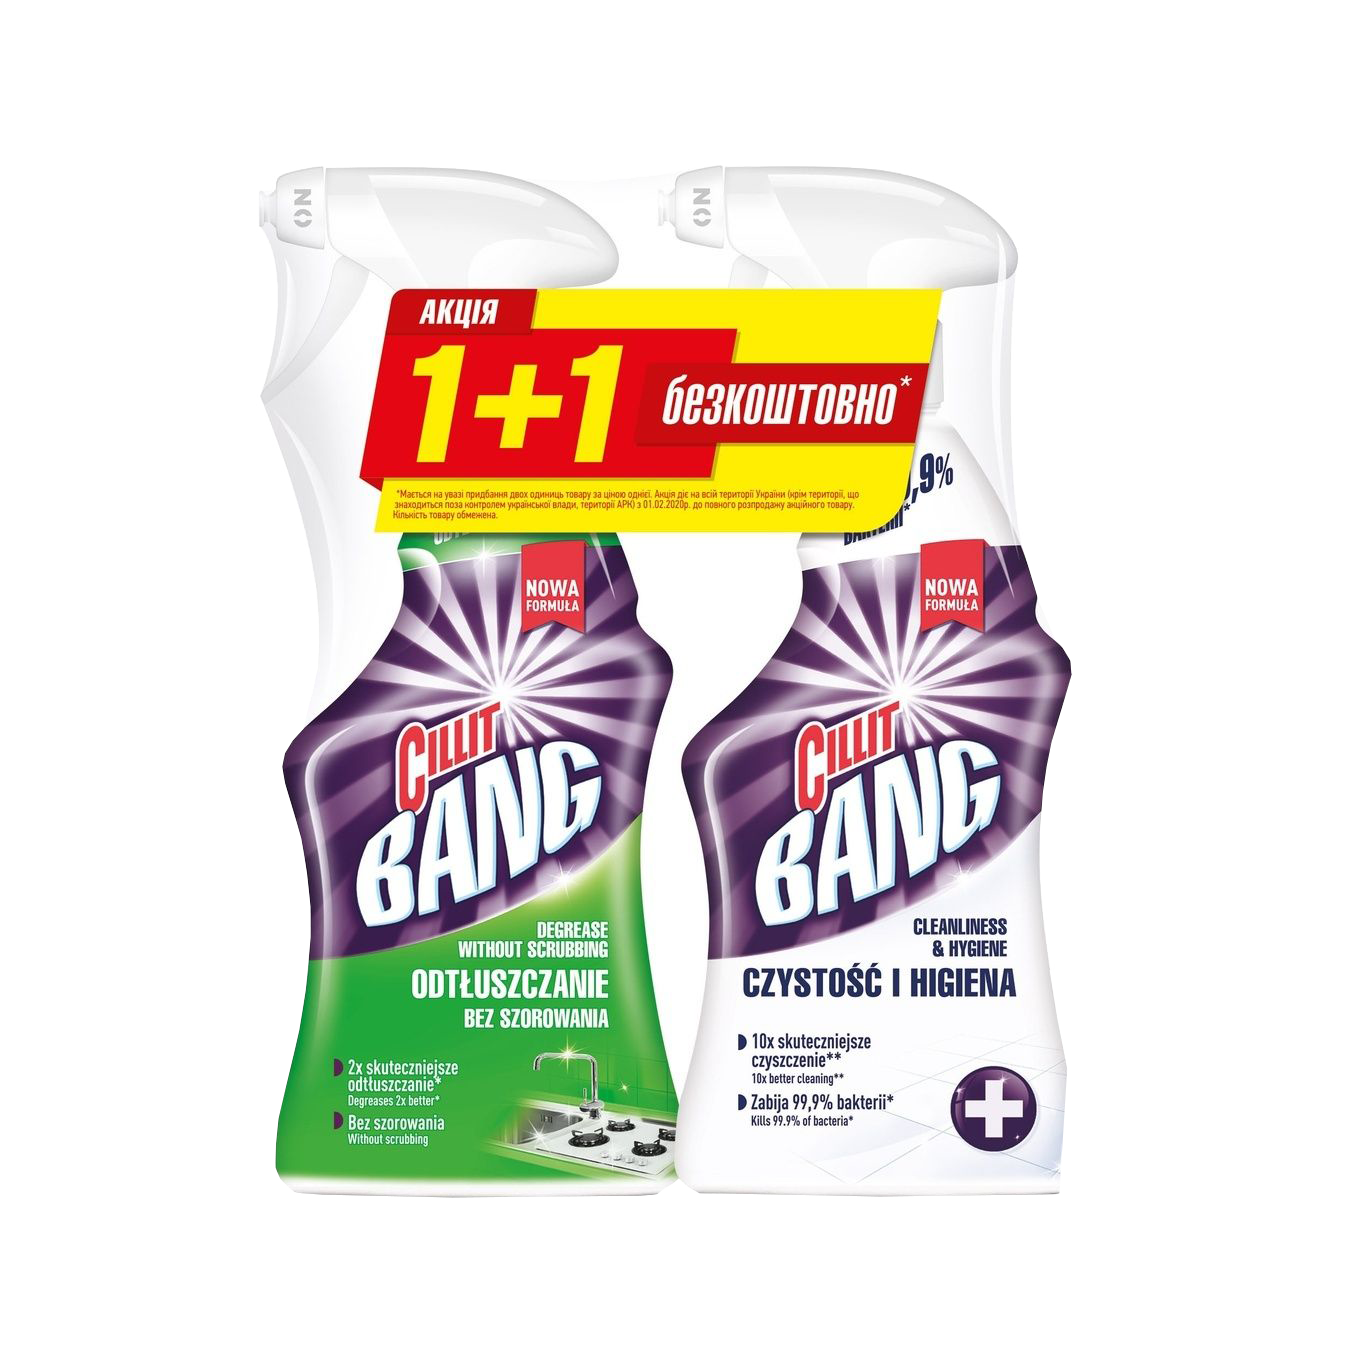 NO
NO
АКЦІЯ
1+1
безкоштовно*
*Мається на увазі придбання двох одиниць товару за ціною однієї. Акція діє на всій території України (крім території, що
знаходиться поза контролем української влади, території АРК) з 01.02.2020р. до повного розпродажу акційного товару.
Кількість товару обмежена.
NOWA
FORMUŁA
CILLIT
BANG
DEGREASE
WITHOUT SCRUBBING
ODTŁUSZCZANIE
BEZ SZOROWANIA
2x skuteczniejsze
odtłuszczanie*
Degreases 2x better*
Bez szorowania
Without scrubbing
,9%
NOWA
FORMUŁA
CILLIT
BANG
CLEANLINESS
& HYGIENE
CZYSTOŚĆ I HIGIENA
10x skuteczniejsze
czyszczenie**
10x better cleaning**
Zabija 99,9% bakterii*
Kills 99.9% of bacteria*